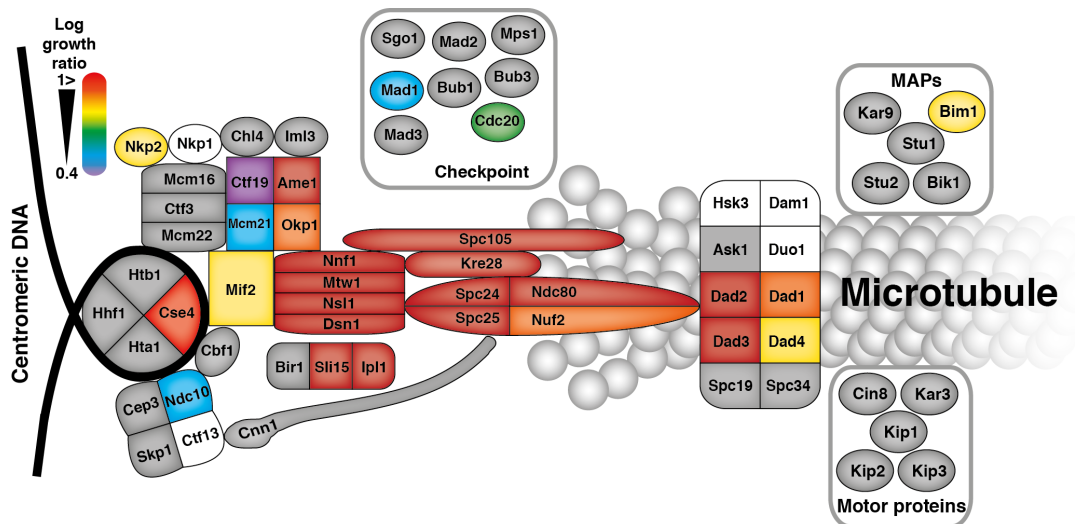 Log
growth
ratio
1>
0.4
Centromeric DNA
Nkp2
Nkp1
Chl4
Iml3
Mcm16
Ctf3
Mcm22
Ctf19
Ame1
Mcm21
Okp1
Htb1
Hhf1
Cse4
Hta1
Mif2
Cbf1
Nnf1
Mtw1
Nsl1
Dsn1
Bir1
Sli15
Ipl1
Cep3
Ndc10
Skp1
Ctf13
Cnn1
Spc105
Kre28
Spc24
Ndc80
Spc25
Nuf2
Sgo1
Mad2
Mps1
Mad1
Bub1
Bub3
Mad3
Cdc20
Checkpoint
Hsk3
Dam1
Ask1
Duo1
Dad2
Dad1
Dad3
Dad4
Spc19
Spc34
MAPs
Kar9
Bim1
Stu1
Stu2
Bik1
Microtubule
Cin8
Kar3
Kip1
Kip2
Kip3
Motor proteins